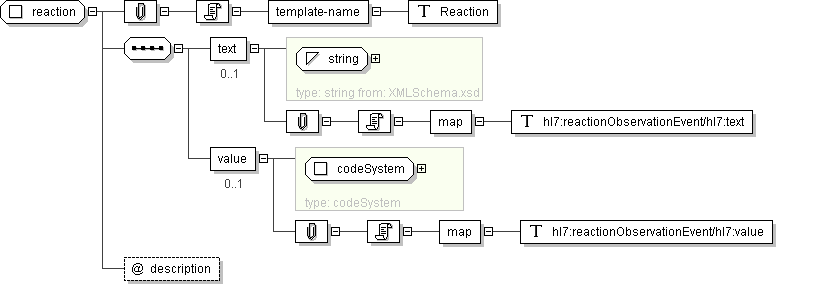 reaction
template-name
T Reaction
text
0..1
string
type: string from: XMLSchema.xsd
map
T hl7:reactionObservationEvent/hl7:text
value
0..1
codeSystem
type: codeSystem
map
T hl7:reactionObservationEvent/hl7:value
@ description